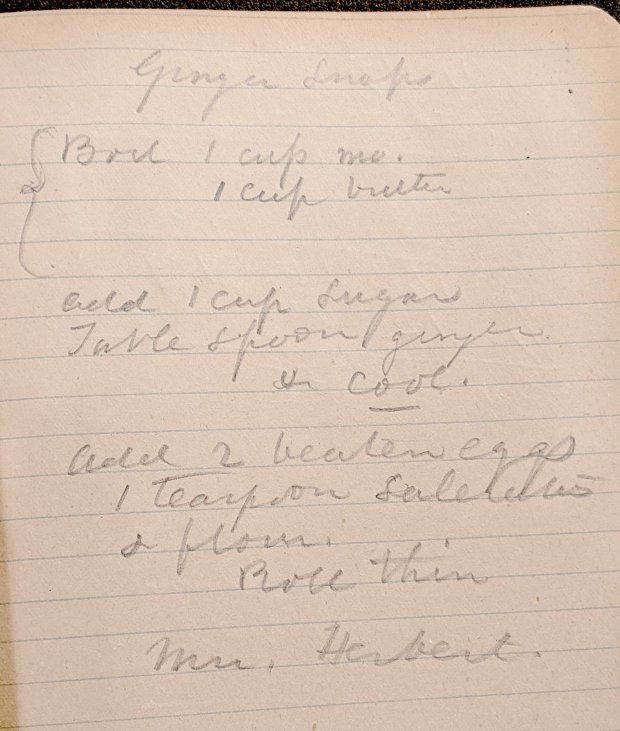 Ginger Snaps
Boil 1 cup mo.
1 cup butter
add 1 cup sugar
Table spoon ginger
& cool.
Add 2 beaten eggs
1 teaspoon saleratus
& flour.
Roll thin
Mrs. Herbert.